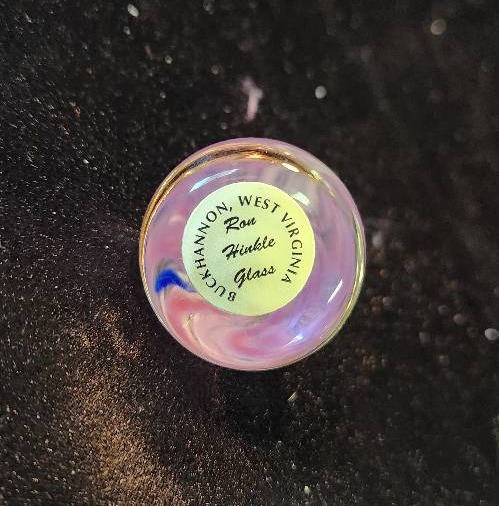 BUCKHANNON, WEST VIRGINIA
Ron
Hinkle
Glass